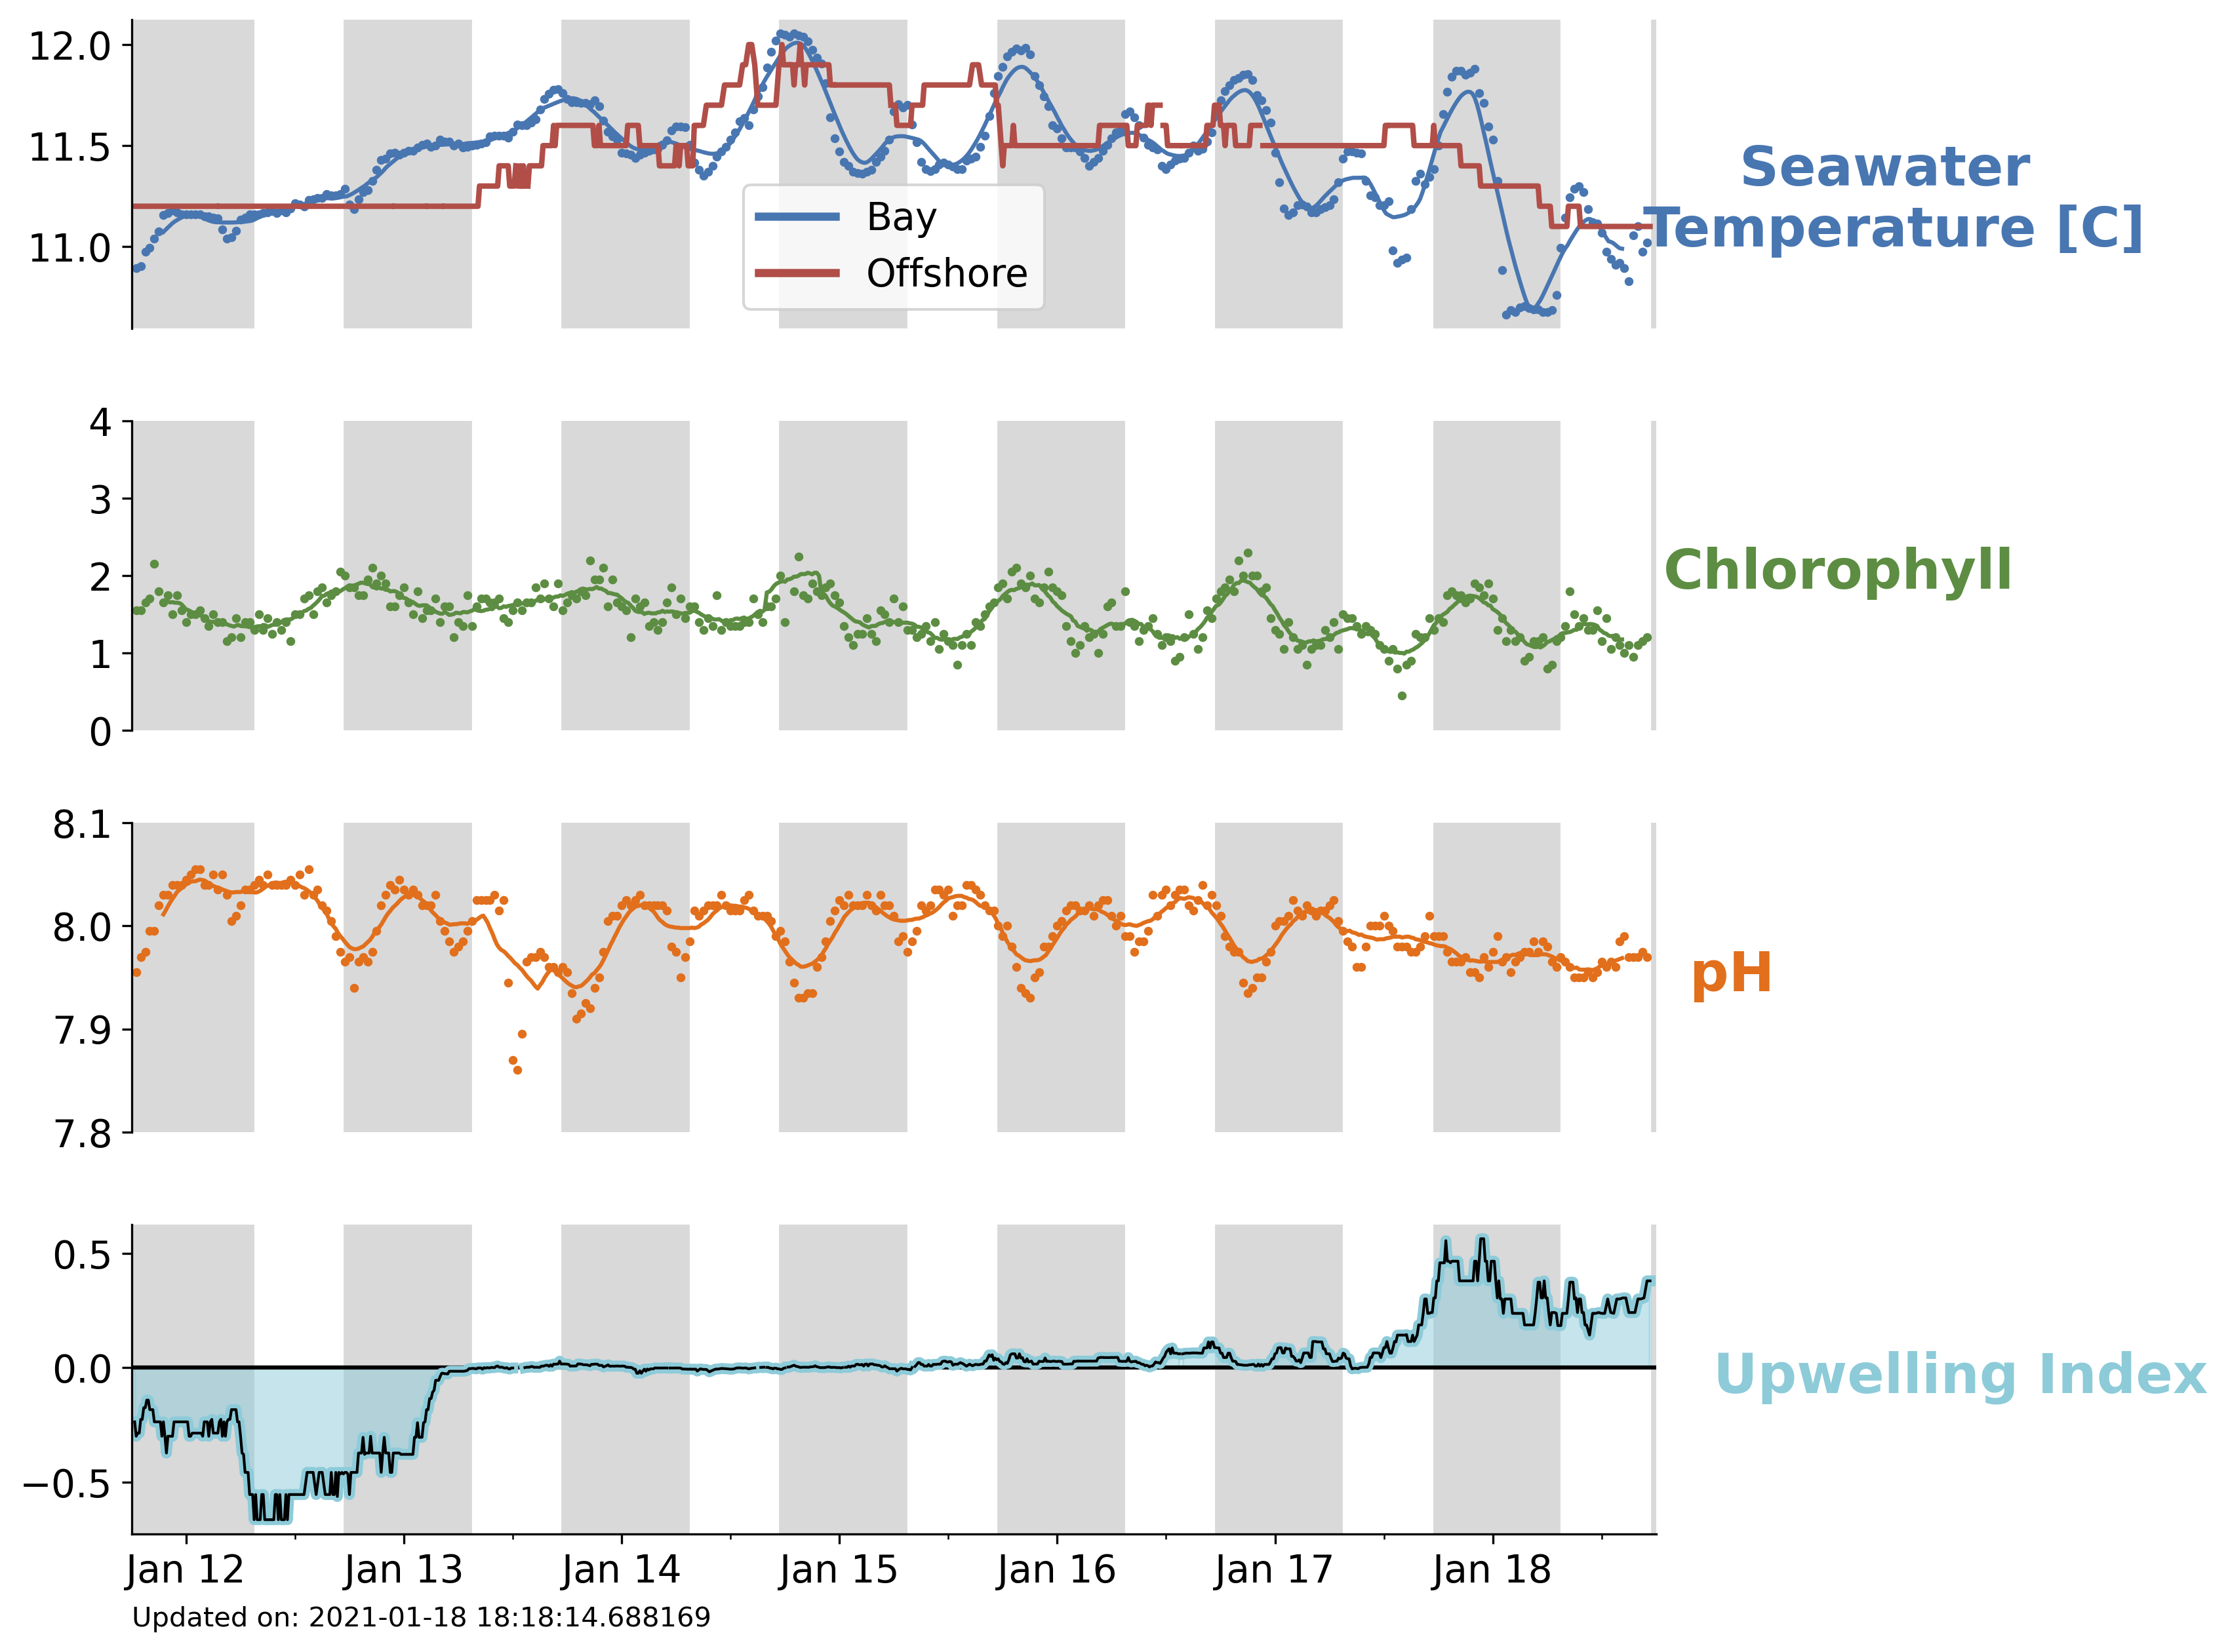 12.0
11.5
11.0
Bay
Offshore
Seawater
Temperature [C]
4
3
2
1
0
Chlorophyll
8.1
8.0
7.9
7.8
pH
0.5
0.0
−0.5
Upwelling Index
Jan 12 Jan 13 Jan 14 Jan 15 Jan 16 Jan 17 Jan 18
Updated on: 2021-01-18 18:18:14.688169